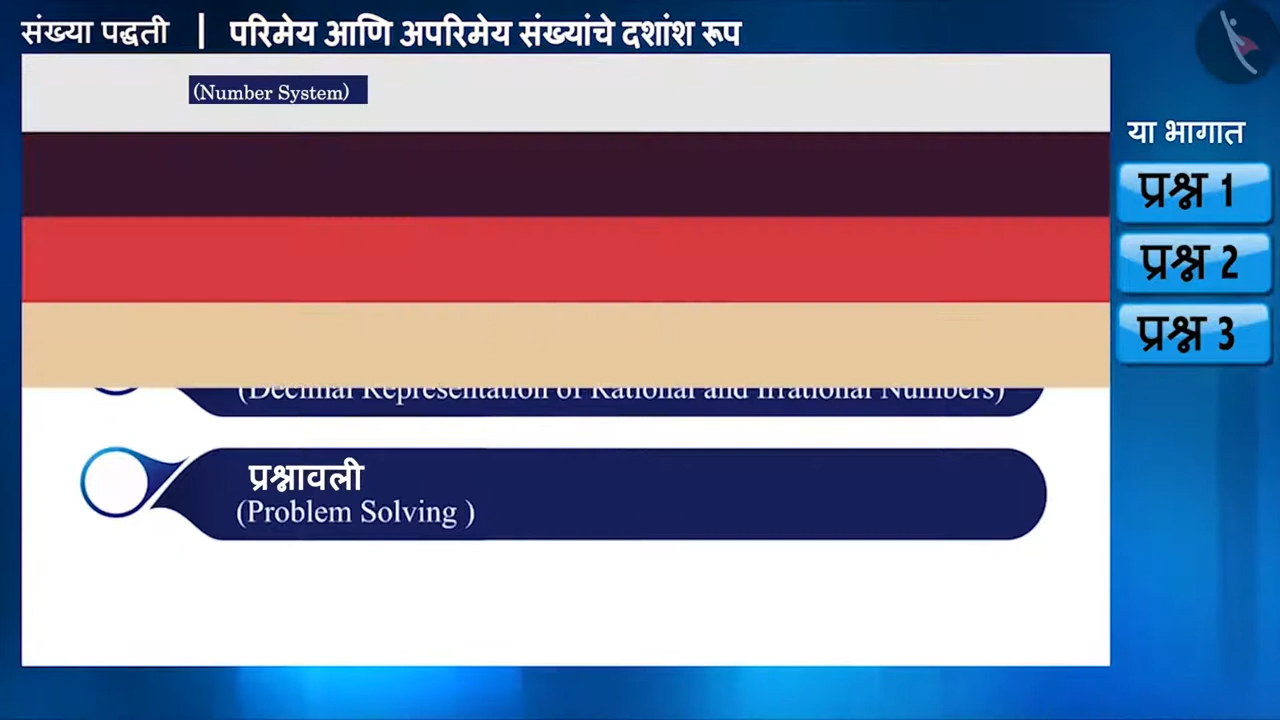 संख्या पद्धती | परिमेय आणि अपरिमेय संख्यांचे दशांश रूप
(Number System)
या भागात
प्रश्न 1
प्रश्न 2
प्रश्न 3
(Decimal Representation of Rational and Irrational Numbers)
प्रश्नावली
(Problem Solving )